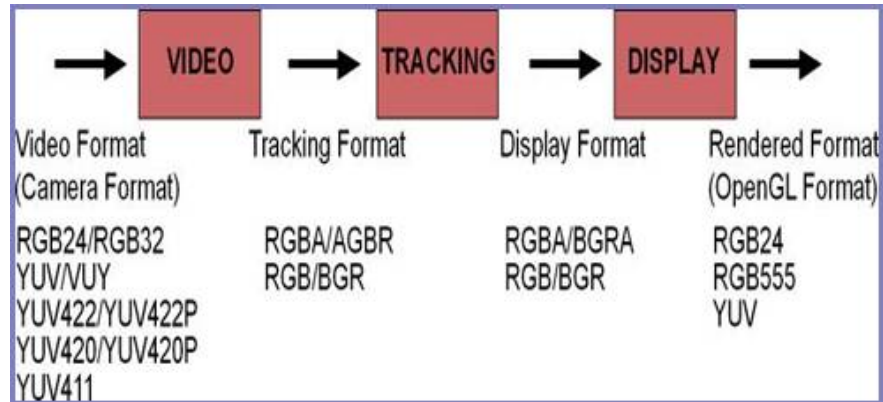 VIDEO TRACKING DISPLAY
Video Format Tracking Format Display Format Rendered Format
(Camera Format) (OpenGL Format)
RGB24/RGB32 RGBA/AGBR RGBA/BGRA RGB24
YUV/VUY RGB/BGR RGB/BGR RGB555
YUV422/YUV422P YUV
YUV420/YUV420P
YUV411